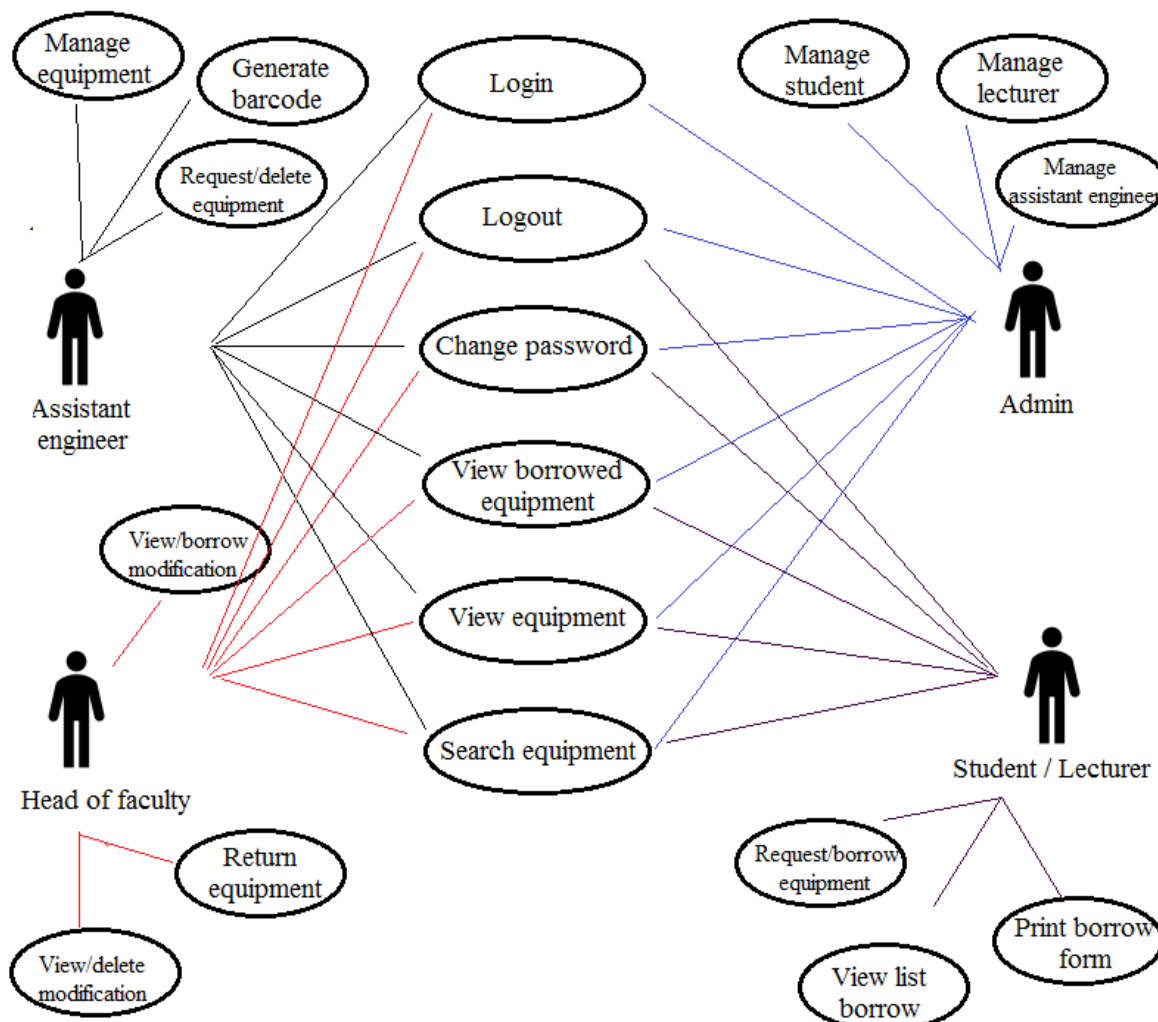 Manage
equipment
Generate
barcode
Request/delete
equipment
Login
Manage
student
Manage
lecturer
Manage
assistant engineer
Logout
Change password
Assistant
engineer
Admin
View borrowed
equipment
View/borrow
modification
View equipment
Search equipment
Head of faculty
Student / Lecturer
Return
equipment
View/delete
modification
Request/borrow
equipment
View list
borrow
Print borrow
form